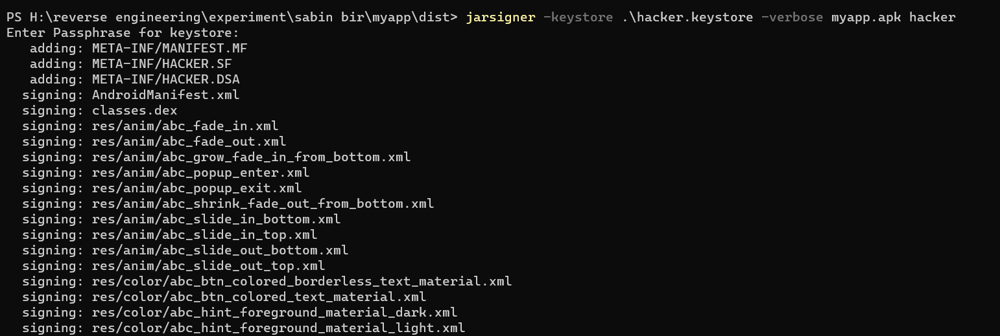 PS H:\reverse engineering\experiment\sabin bir\myapp\dist> jarsigner -keystore .\hacker.keystore -verbose myapp.apk hacker
Enter Passphrase for keystore:
   adding: META-INF/MANIFEST.MF
   adding: META-INF/HACKER.SF
   adding: META-INF/HACKER.DSA
  signing: AndroidManifest.xml
  signing: classes.dex
  signing: res/anim/abc_fade_in.xml
  signing: res/anim/abc_fade_out.xml
  signing: res/anim/abc_grow_fade_in_from_bottom.xml
  signing: res/anim/abc_popup_enter.xml
  signing: res/anim/abc_popup_exit.xml
  signing: res/anim/abc_shrink_fade_out_from_bottom.xml
  signing: res/anim/abc_slide_in_bottom.xml
  signing: res/anim/abc_slide_in_top.xml
  signing: res/anim/abc_slide_out_bottom.xml
  signing: res/anim/abc_slide_out_top.xml
  signing: res/color/abc_btn_colored_borderless_text_material.xml
  signing: res/color/abc_btn_colored_text_material.xml
  signing: res/color/abc_hint_foreground_material_dark.xml
  signing: res/color/abc_hint_foreground_material_light.xml